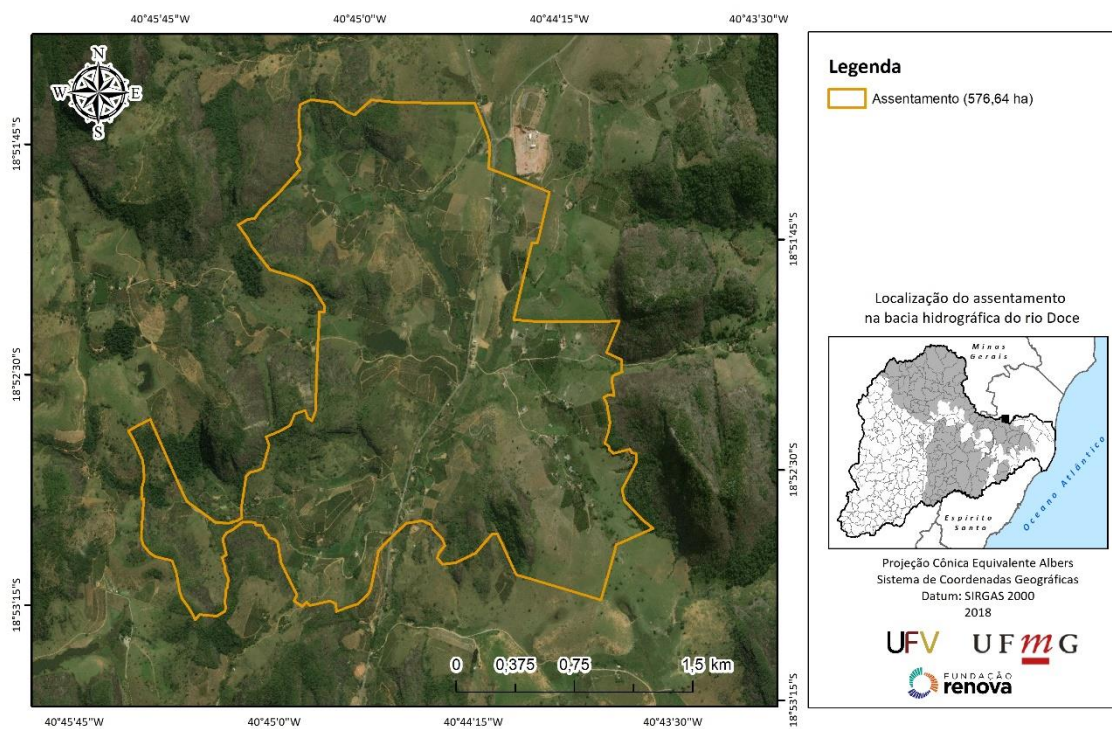 40°45'45"W
40°45'0"W
40°44'15"W
40°43'30"W
N
W
E
S
18°51'45"S
18°52'30"S
18°53'15"S
18°51'45"S
18°52'30"S
18°53'15"S
0
0,375
0,75
1,5 km
40°45'45"W
40°45'0"W
40°44'15"W
40°43'30"W
Legenda
Assentamento (576,64 ha)
Localização do assentamento
na bacia hidrográfica do rio Doce
Minas
Gerais
Espírito
Santo
Oceano Atlântico
Projeção Cônica Equivalente Albers
Sistema de Coordenadas Geográficas
Datum: SIRGAS 2000
2018
UFV
UFmG
FUNDAÇÃO
renova